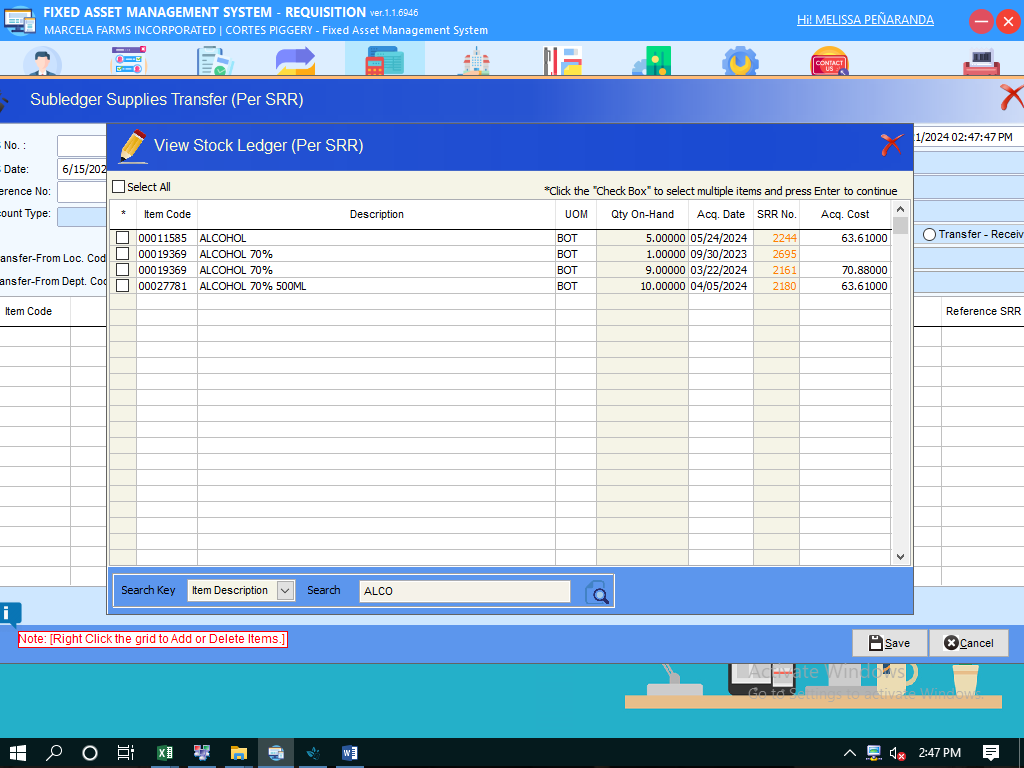 FIXED ASSET MANAGEMENT SYSTEM - REQUISITION ver.1.1.6946
MARCELA FARMS INCORPORATED | CORTES PIGGERY - Fixed Asset Management System
Hi! MELISSA PEÑARANDA
CONTACT US
Subledger Supplies Transfer (Per SRR)
No. :
1/2024 02:47:47 PM
View Stock Ledger (Per SRR)
Date: 6/15/202
erence No:
ount Type:
Select All
*Click the "Check Box" to select multiple items and press Enter to continue
* Item Code Description UOM Qty On-Hand Acq. Date SRR No. Acq. Cost
00011585 ALCOHOL BOT 5.00000 05/24/2024 2244 63.61000
00019369 ALCOHOL 70% BOT 1.00000 09/30/2023 2695
00019369 ALCOHOL 70% BOT 9.00000 03/22/2024 2161 70.88000
00027781 ALCOHOL 70% 500ML BOT 10.00000 04/05/2024 2180 63.61000
Transfer - Receiv
ansfer-From Loc. Cod
ansfer-From Dept. Coc
Item Code
Reference SRR
Search Key Item Description Search ALCO
Note: [Right Click the grid to Add or Delete Items.]
Save Cancel
Activate Windows
Go to Settings to activate Windows.
2:47 PM